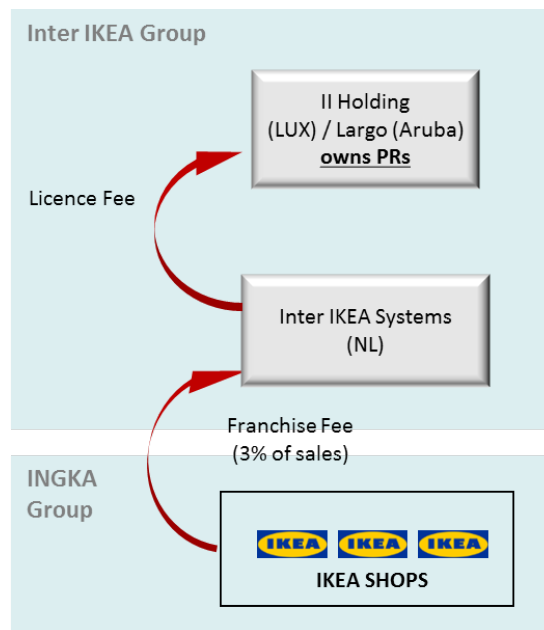 Inter IKEA Group
II Holding
(LUX) / Largo (Aruba)
owns PRs
Licence Fee
Inter IKEA Systems
(NL)
Franchise Fee
(3% of sales)
INGKA
Group
IKEA IKEA IKEA
IKEA SHOPS